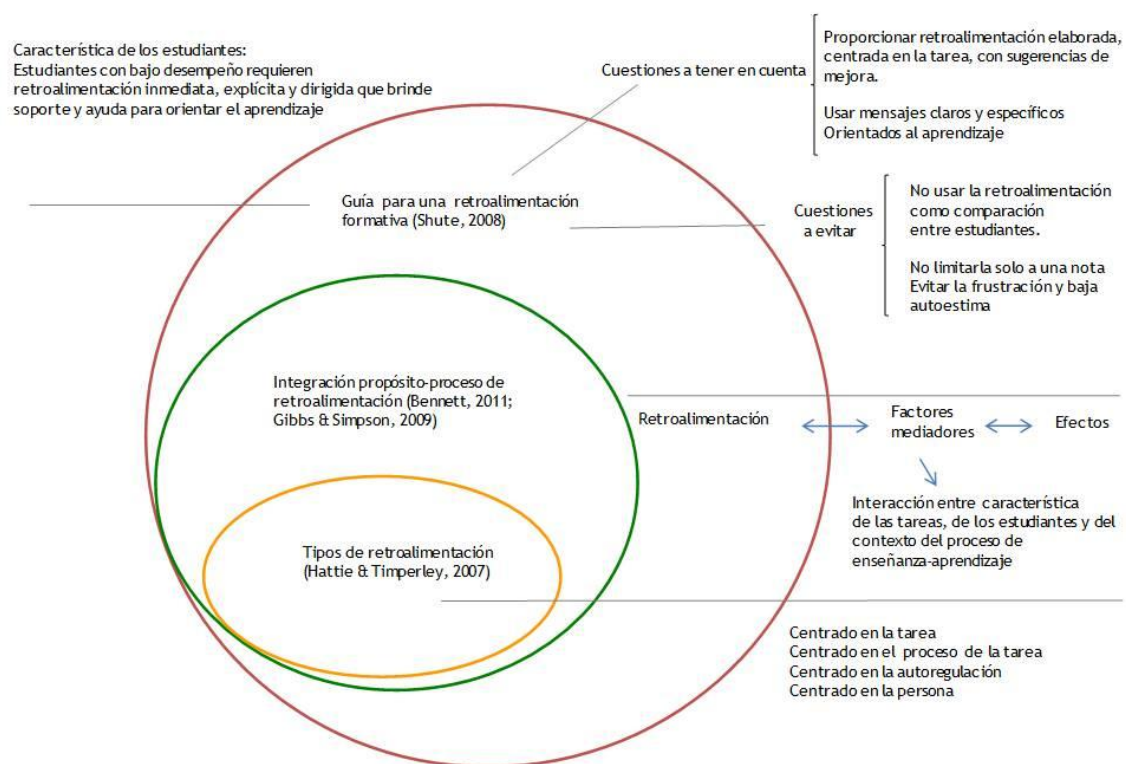 Característica de los estudiantes:
Estudiantes con bajo desempeño requieren
retroalimentación inmediata, explícita y dirigida que brinde
soporte y ayuda para orientar el aprendizaje
Cuestiones a tener en cuenta
Proporcionar retroalimentación elaborada,
centrada en la tarea, con sugerencias de
mejora.
Usar mensajes claros y específicos
Orientados al aprendizaje
Guía para una retroalimentación
formativa (Shute, 2008)
Cuestiones
a evitar
No usar la retroalimentación
como comparación
entre estudiantes.
No limitarla solo a una nota
Evitar la frustración y baja
autoestima
Integración propósito-proceso de
retroalimentación (Bennett, 2011;
Gibbs & Simpson, 2009)
Retroalimentación
Factores
mediadores
Efectos
Interacción entre característica
de las tareas, de los estudiantes y del
contexto del proceso de
enseñanza-aprendizaje
Tipos de retroalimentación
(Hattie & Timperley, 2007)
Centrado en la tarea
Centrado en el proceso de la tarea
Centrado en la autoregulación
Centrado en la persona